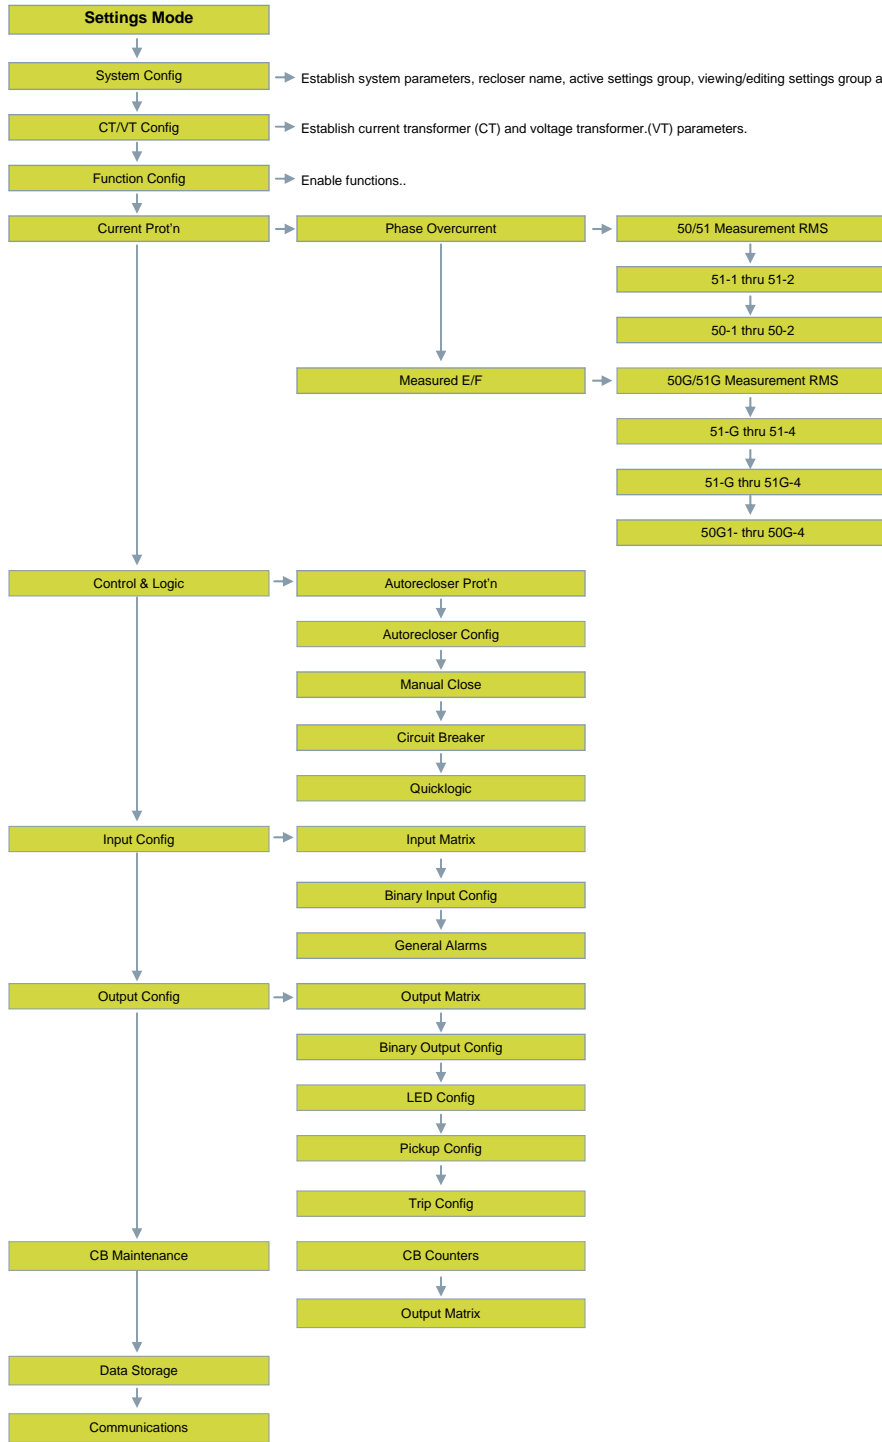 Settings Mode
System Config
Establish system parameters, recloser name, active settings group, viewing/editing settings group a
CT/VT Config
Establish current transformer (CT) and voltage transformer.(VT) parameters.
Function Config
Enable functions..
Current Prot'n
Phase Overcurrent
50/51 Measurement RMS
51-1 thru 51-2
50-1 thru 50-2
Measured E/F
50G/51G Measurement RMS
51-G thru 51-4
51-G thru 51G-4
50G1- thru 50G-4
Control & Logic
Autorecloser Prot'n
Autorecloser Config
Manual Close
Circuit Breaker
Quicklogic
Input Config
Input Matrix
Binary Input Config
General Alarms
Output Config
Output Matrix
Binary Output Config
LED Config
Pickup Config
Trip Config
CB Maintenance
CB Counters
Output Matrix
Data Storage
Communications